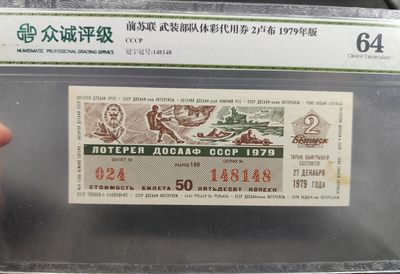 众诚评级
NUMISMATIC PROFESSIONAL GRADING SERVICE
前苏联 武装部队体彩代用券 2卢布 1979年版
CCCP
冠字冠号:148148
64
Choice Uncirculated
2
ВЫПУСК
ЛОТЕРЕЯ ДОСААФ СССР 1979
БИЛЕТ №
РАЗРЯД 100
СЕРИЯ №
024
148148
СТОИМОСТЬ БИЛЕТА 50 ПЯТЬДЕСЯТ КОПЕЕК
ТИРАЖ ВЫИГРЫШЕЙ
СОСТОИТСЯ
27 ДЕКАБРЯ
1979 ГОДА